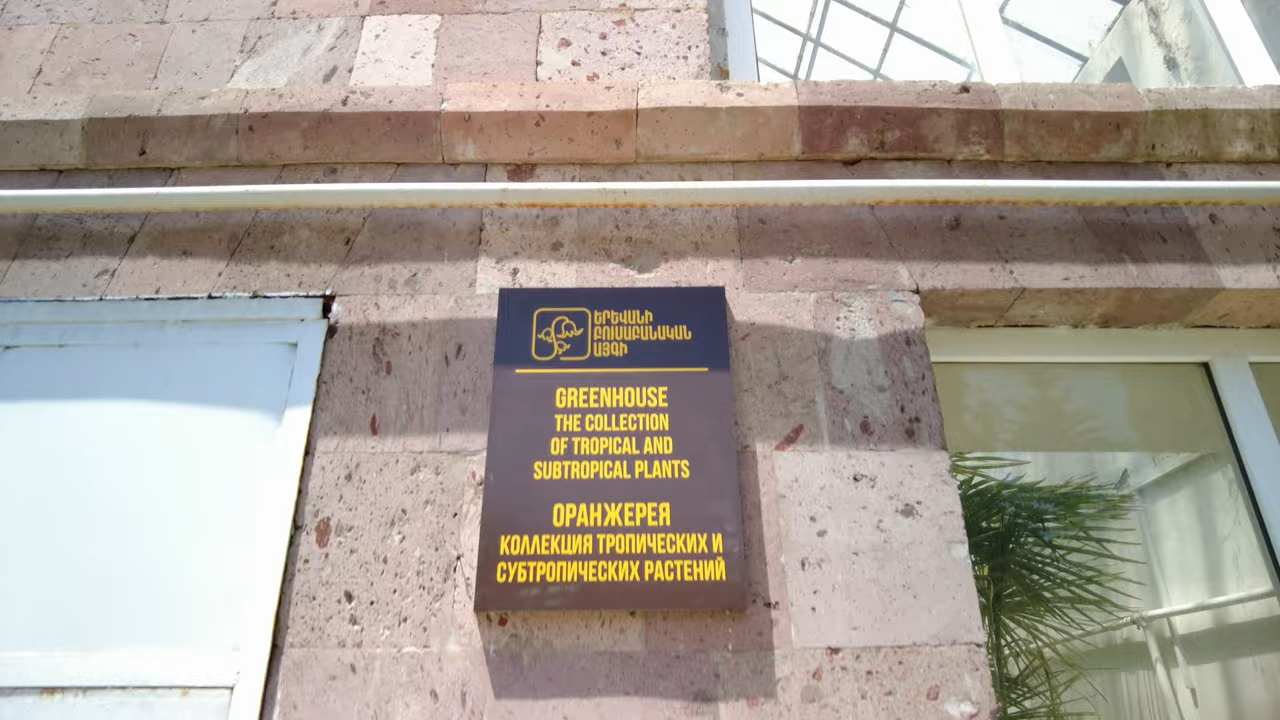 ԵՐԵՎԱՆԻ
ԲՈՒՍԱԲԱՆԱԿԱՆ
ԱՅԳԻ
GREENHOUSE
THE COLLECTION
OF TROPICAL AND
SUBTROPICAL PLANTS
ОРАНЖЕРЕЯ
КОЛЛЕКЦИЯ ТРОПИЧЕСКИХ И
СУБТРОПИЧЕСКИХ РАСТЕНИЙ